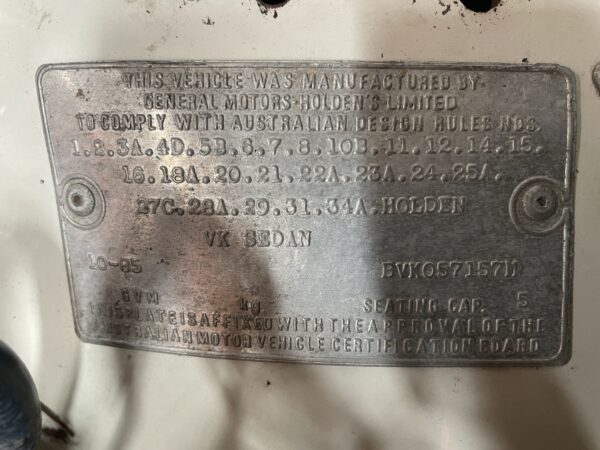 THIS VEHICLE WAS MANUFACTURED BY
GENERAL MOTORS-HOLDEN'S LIMITED
TO COMPLY WITH AUSTRALIAN DESIGN RULES NOS.
1.2.3A.4D.5B.6.7.8.10B.11.12.14.15.
16.18A.20.21.22A.23A.24.25A.
27C.28A.29.31.34A.HOLDEN
VK SEDAN
10-85 BVK057157M
GVM kg SEATING CAP. 5
THIS PLATE IS AFFIXED WITH THE APPROVAL OF THE
AUSTRALIAN MOTOR VEHICLE CERTIFICATION BOARD